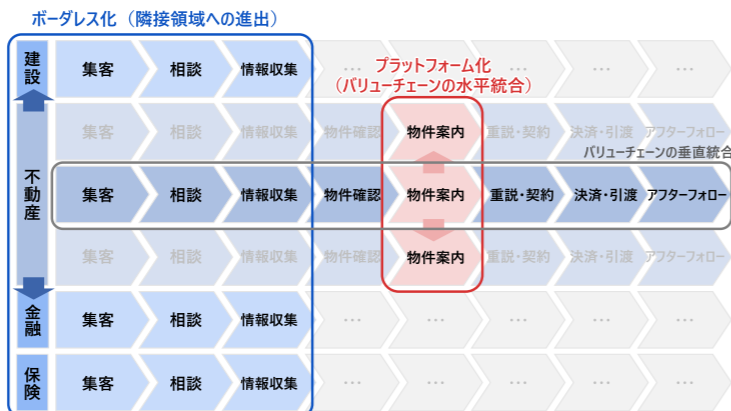 ボーダレス化（隣接領域への進出）
建設 集客 相談 情報収集 … … … … …
プラットフォーム化
（バリューチェーンの水平統合）
集客 相談 情報収集 物件確認 物件案内 重説・契約 決済・引渡 アフターフォロー
バリューチェーンの垂直統合
不動産 集客 相談 情報収集 物件確認 物件案内 重説・契約 決済・引渡 アフターフォロー
集客 相談 情報収集 物件確認 物件案内 重説・契約 決済・引渡 アフターフォロー
金融 集客 相談 情報収集 … … … … …
保険 集客 相談 情報収集 … … … … …